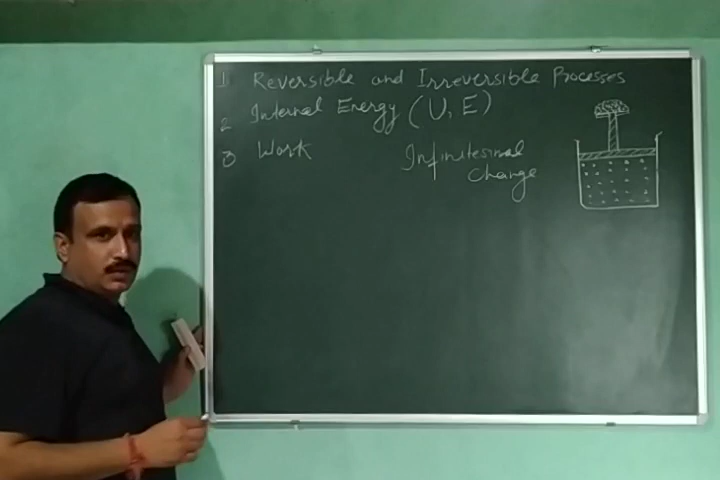 1 Reversible and Irreversible Processes
2 Internal Energy (U, E)
3 Work
Infinitesimal
Change